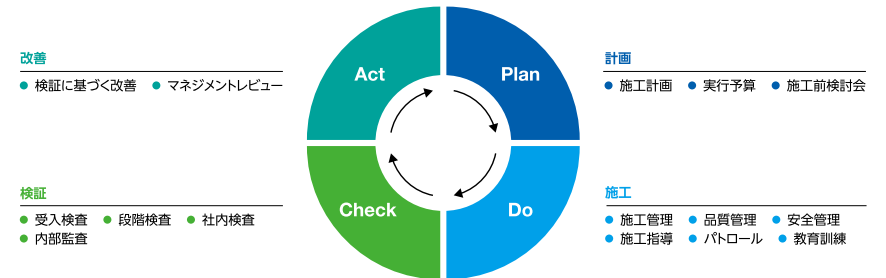 改善
● 検証に基づく改善 ● マネジメントレビュー
Act
Plan
計画
● 施工計画 ● 実行予算 ● 施工前検討会
検証
● 受入検査 ● 段階検査 ● 社内検査
● 内部監査
Check
Do
施工
● 施工管理 ● 品質管理 ● 安全管理
● 施工指導 ● パトロール ● 教育訓練